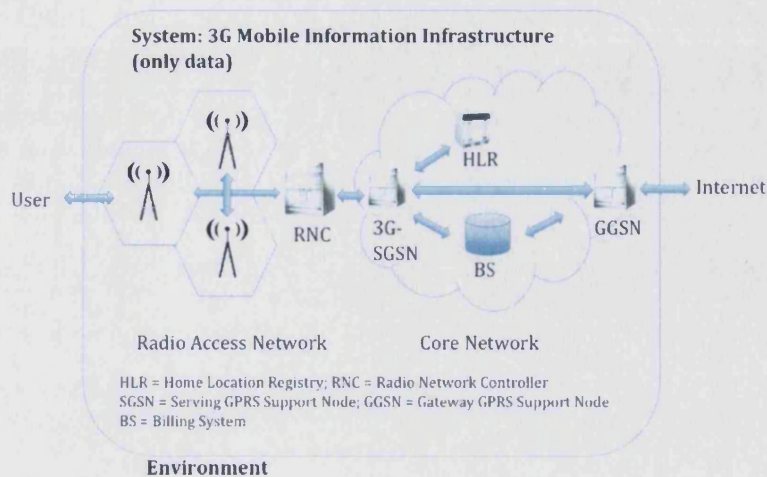 System: 3G Mobile Information Infrastructure
(only data)
((·))
((·))
((·))
User
HLR
Internet
RNC
3G-
SGSN
BS
GGSN
Radio Access Network
Core Network
HLR = Home Location Registry; RNC = Radio Network Controller
SGSN = Serving GPRS Support Node; GGSN = Gateway GPRS Support Node
BS = Billing System
Environment